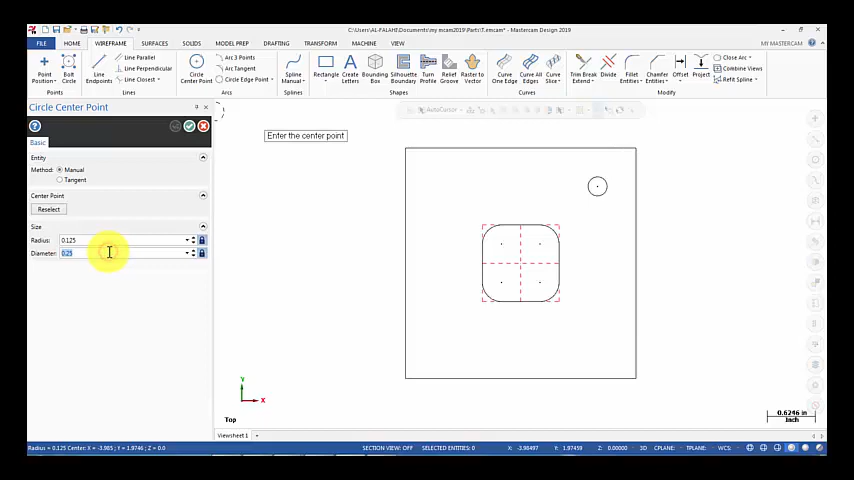 C:\Users\AL-FALAHI\Documents\my mcam2019\Parts\T.emcam* - Mastercam Design 2019
FILE HOME WIREFRAME SURFACES SOLIDS MODEL PREP DRAFTING TRANSFORM MACHINE VIEW MY MASTERCAM
Point Position
Bolt Circle
Points
Line Endpoints
Line Parallel
Line Perpendicular
Line Closest
Lines
Circle Center Point
Arc 3 Points
Arc Tangent
Circle Edge Point
Arcs
Spline Manual
Splines
Rectangle
Create Letters
Bounding Box
Silhouette Boundary
Turn Profile
Relief Groove
Raster to Vector
Shapes
Curve One Edge
Curve All Edges
Curve Slice
Curves
Trim Break Extend
Divide
Fillet Entities
Chamfer Entities
Offset
Project
Close Arc
Combine Views
Refit Spline
Modify
Circle Center Point
Basic
Entity
Method: Manual
Tangent
Center Point
Reselect
Size
Radius: 0.125
Diameter: 0.25
AutoCursor
Enter the center point
Y
X
Top
0.6246 in
Inch
Viewsheet1 +
Radius = 0.125 Center: X = -3.985; Y = 1.9746; Z = 0.0
SECTION VIEW: OFF SELECTED ENTITIES: 0 X: -3.98497 Y: 1.97459 Z: 0.00000 3D CPLANE: TPLANE: WCS: